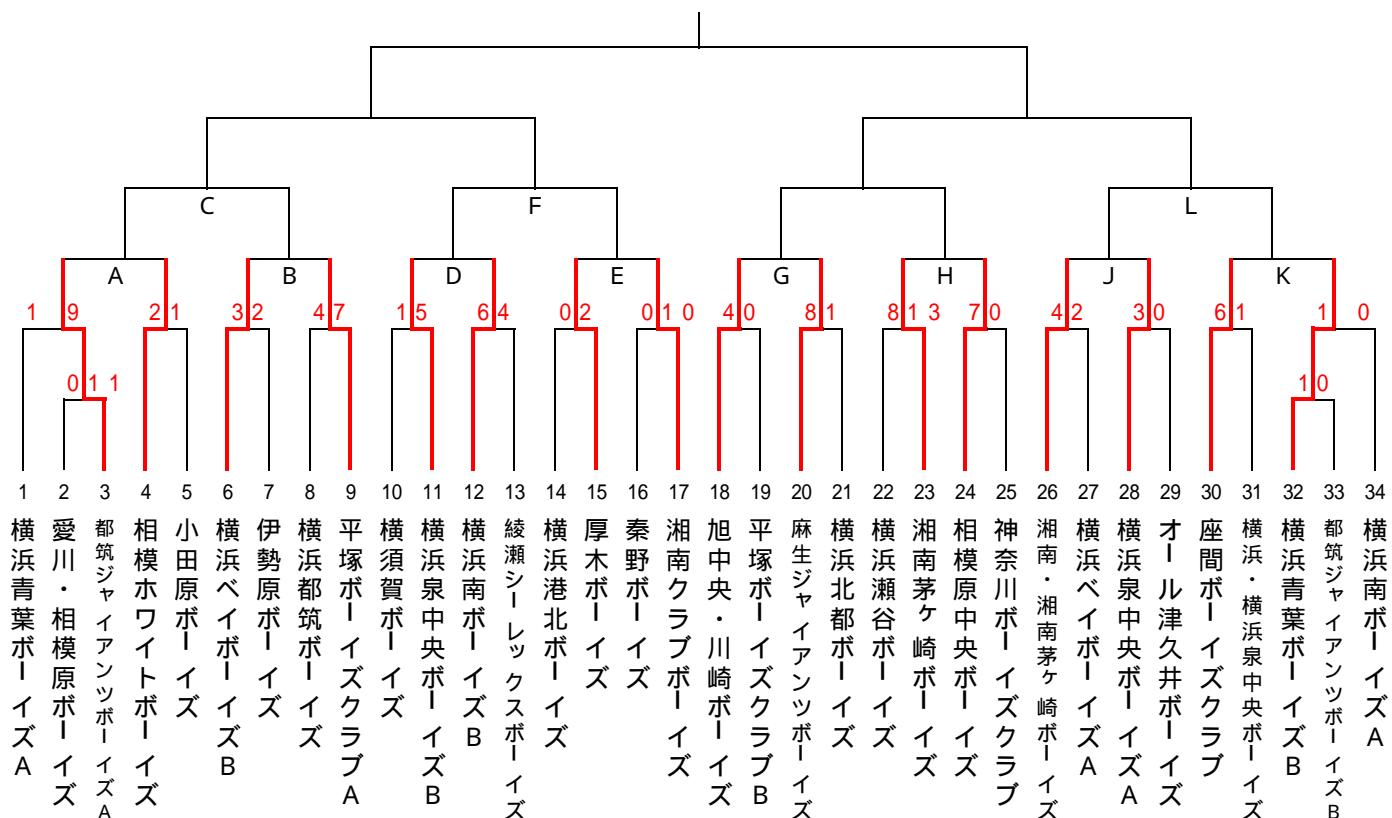 C
F
L
A
B
D
E
G
H
J
K
1 9
2 1
3 2
4 7
1 5
6 4
0 2
0 1 0
4 0
8 1
8 1 3
7 0
4 2
3 0
6 1
1 0
0 1 1
1 0
1
2
3
4
5
6
7
8
9
10
11
12
13
14
15
16
17
18
19
20
21
22
23
24
25
26
27
28
29
30
31
32
33
34
横浜青葉ボーイズA
愛川・相模原ボーイズ
都筑ジャイアンツボーイズA
相模ホワイトボーイズ
小田原ボーイズ
横浜ベイボーイズB
伊勢原ボーイズ
横浜都筑ボーイズ
平塚ボーイズクラブA
横須賀ボーイズ
横浜泉中央ボーイズB
横浜南ボーイズB
綾瀬シーレックスボーイズ
横浜港北ボーイズ
厚木ボーイズ
秦野ボーイズ
湘南クラブボーイズ
旭中央・川崎ボーイズ
平塚ボーイズクラブB
麻生ジャイアンツボーイズ
横浜北都ボーイズ
横浜瀬谷ボーイズ
湘南茅ヶ崎ボーイズ
相模原中央ボーイズ
神奈川ボーイズクラブ
湘南・湘南茅ヶ崎ボーイズ
横浜ベイボーイズA
横浜泉中央ボーイズA
オール津久井ボーイズ
座間ボーイズクラブ
横浜・横浜泉中央ボーイズ
横浜青葉ボーイズB
都筑ジャイアンツボーイズB
横浜南ボーイズA